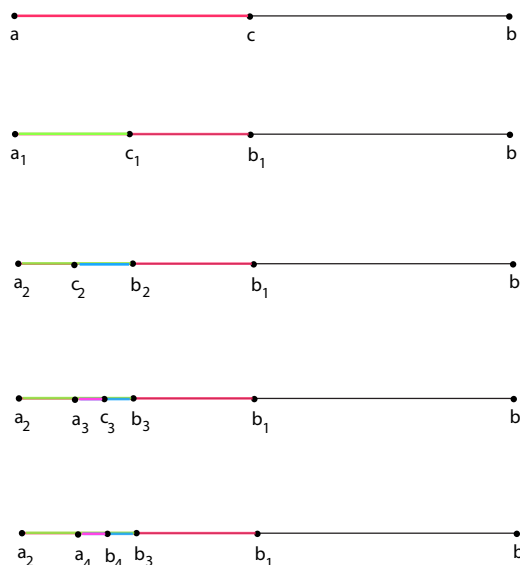 a c b
a₁ c₁ b₁ b
a₂ c₂ b₂ b₁ b
a₂ a₃ c₃ b₃ b₁ b
a₂ a₄ b₄ b₃ b₁ b